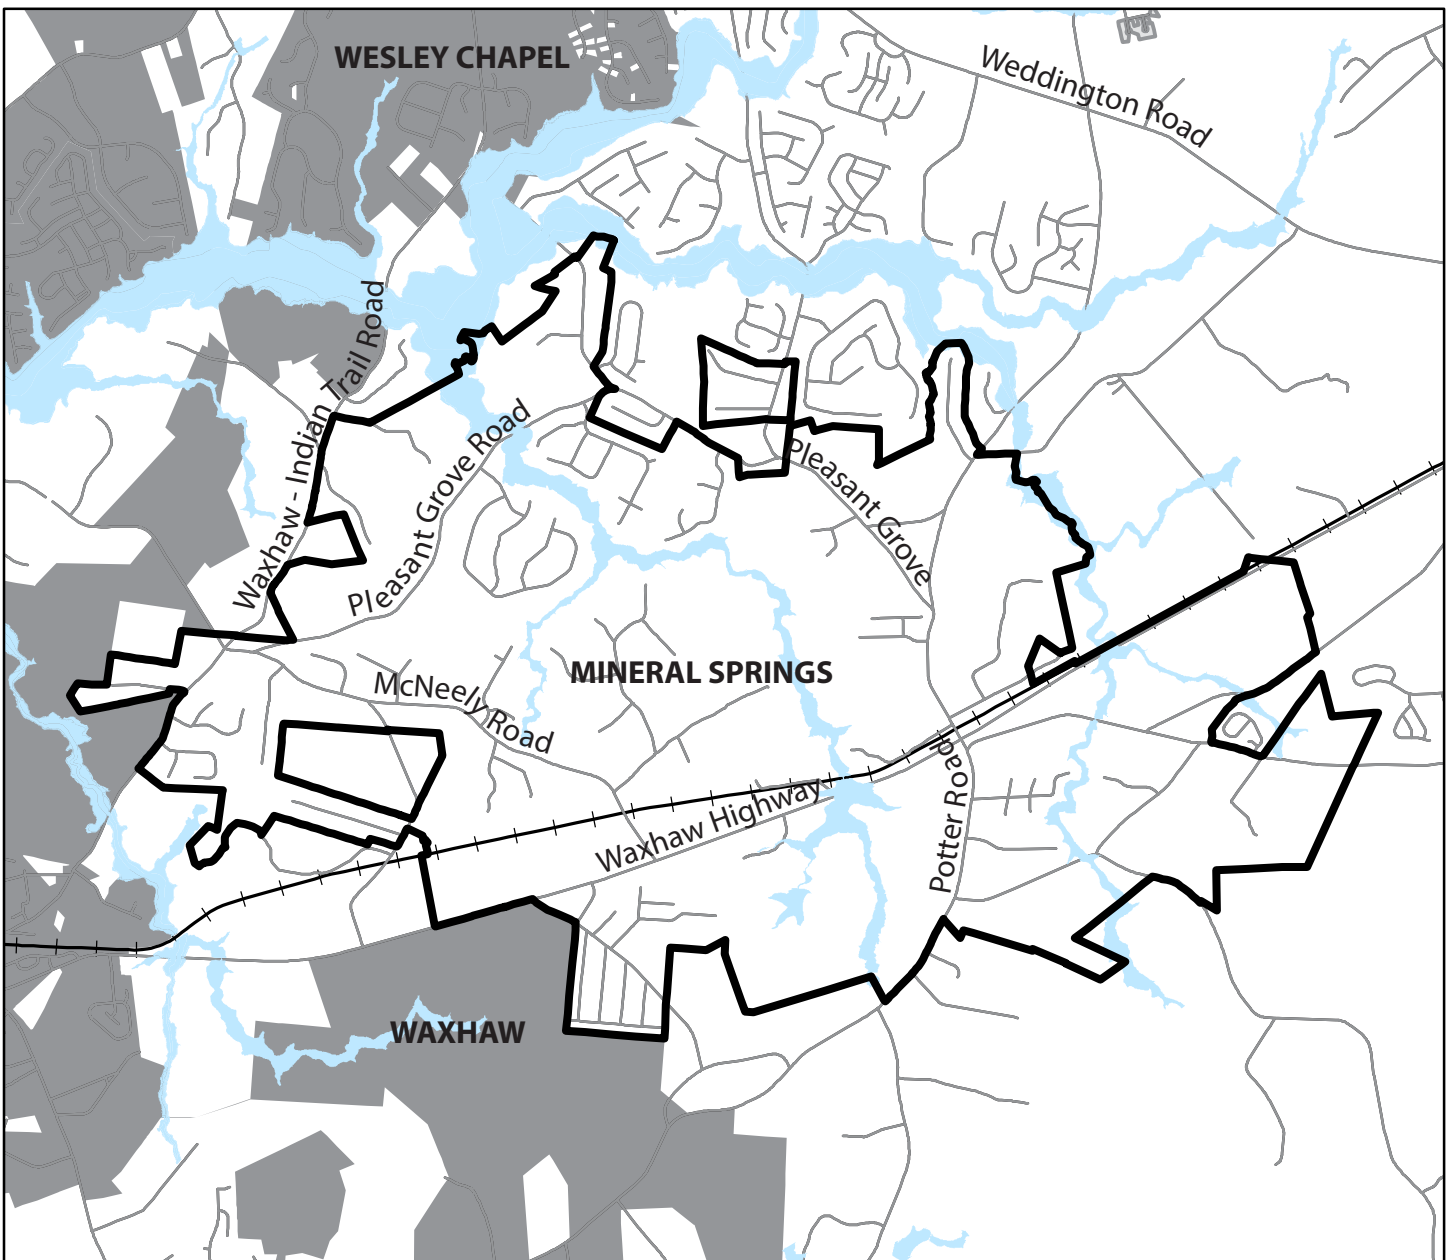 WESLEY CHAPEL
Weddington Road
Waxhaw - Indian Trail Road
Pleasant Grove Road
Pleasant Grove
MINERAL SPRINGS
McNeely Road
Waxhaw Highway
Potter Road
WAXHAW